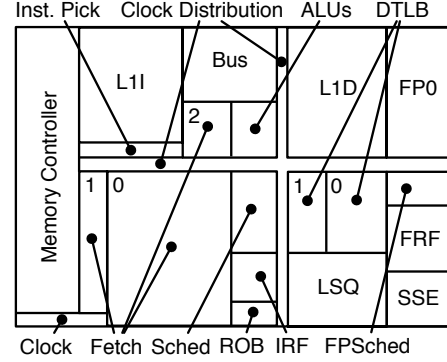 Inst. Pick Clock Distribution ALUs DTLB
L1I
Bus
L1D
FP0
2
Memory Controller
1 0
1 0
FRF
LSQ
SSE
Clock Fetch Sched ROB IRF FPSched